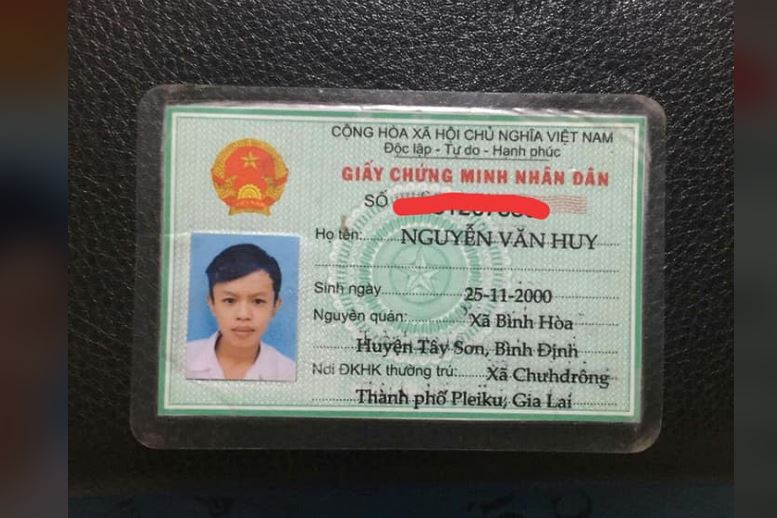 CỘNG HÒA XÃ HỘI CHỦ NGHĨA VIỆT NAM
Độc lập - Tự do - Hạnh phúc
GIẤY CHỨNG MINH NHÂN DÂN
SỐ
Họ tên: NGUYỄN VĂN HUY
Sinh ngày 25-11-2000
Nguyên quán: Xã Bình Hòa
Huyện Tây Sơn, Bình Định
Nơi ĐKHK thường trú: Xã Chưhdrông
Thành phố Pleiku, Gia Lai